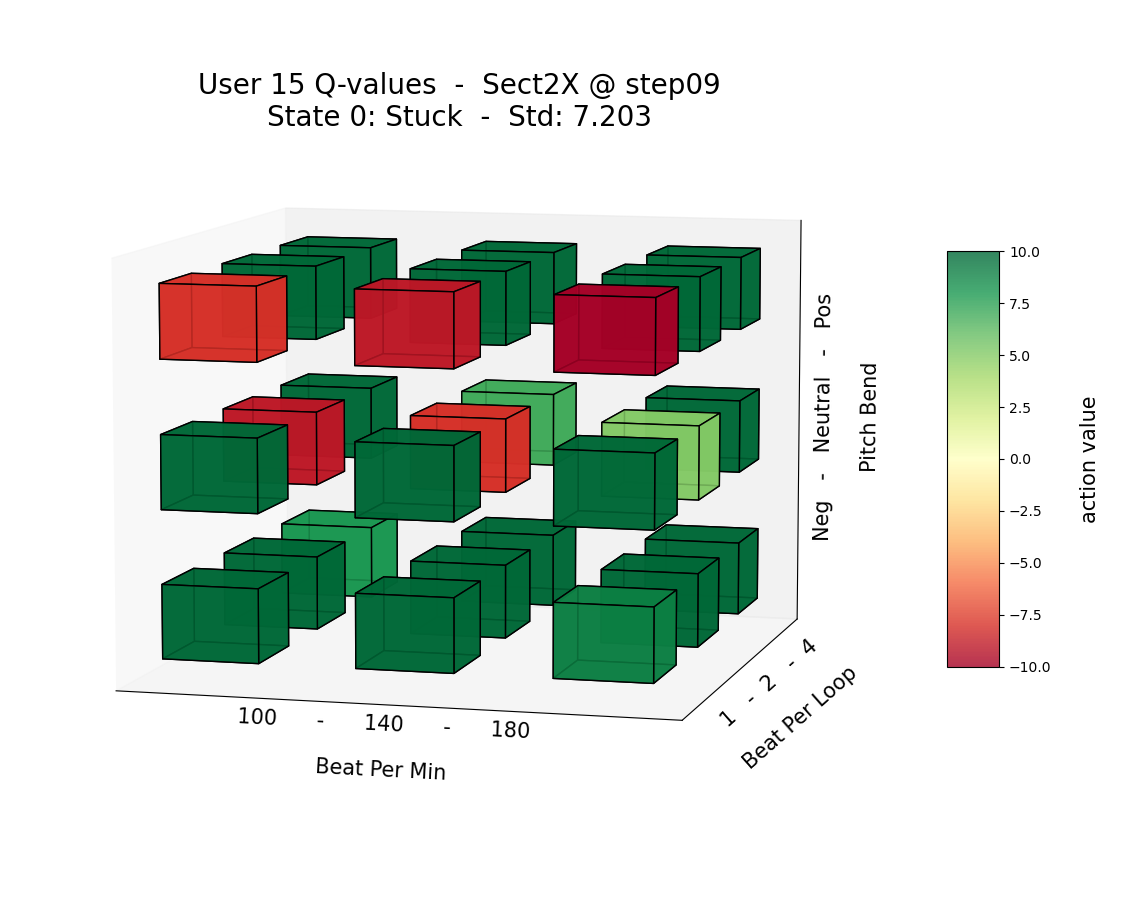 User 15 Q-values  -  Sect2X @ step09
State 0: Stuck  -  Std: 7.203
Neg  -  Neutral  -  Pos
Pitch Bend
100  -  140  -  180
Beat Per Min
1  -  2  -  4
Beat Per Loop
10.0
7.5
5.0
2.5
0.0
−2.5
−5.0
−7.5
−10.0
action value